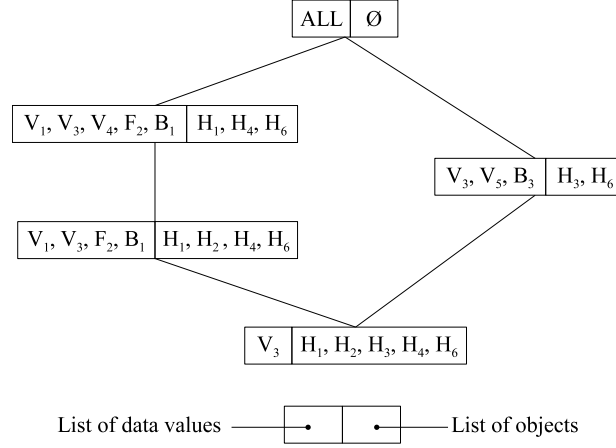 ALL Ø
V₁, V₃, V₄, F₂, B₁ H₁, H₄, H₆
V₃, V₅, B₃ H₃, H₆
V₁, V₃, F₂, B₁ H₁, H₂, H₄, H₆
V₃ H₁, H₂, H₃, H₄, H₆
List of data values List of objects